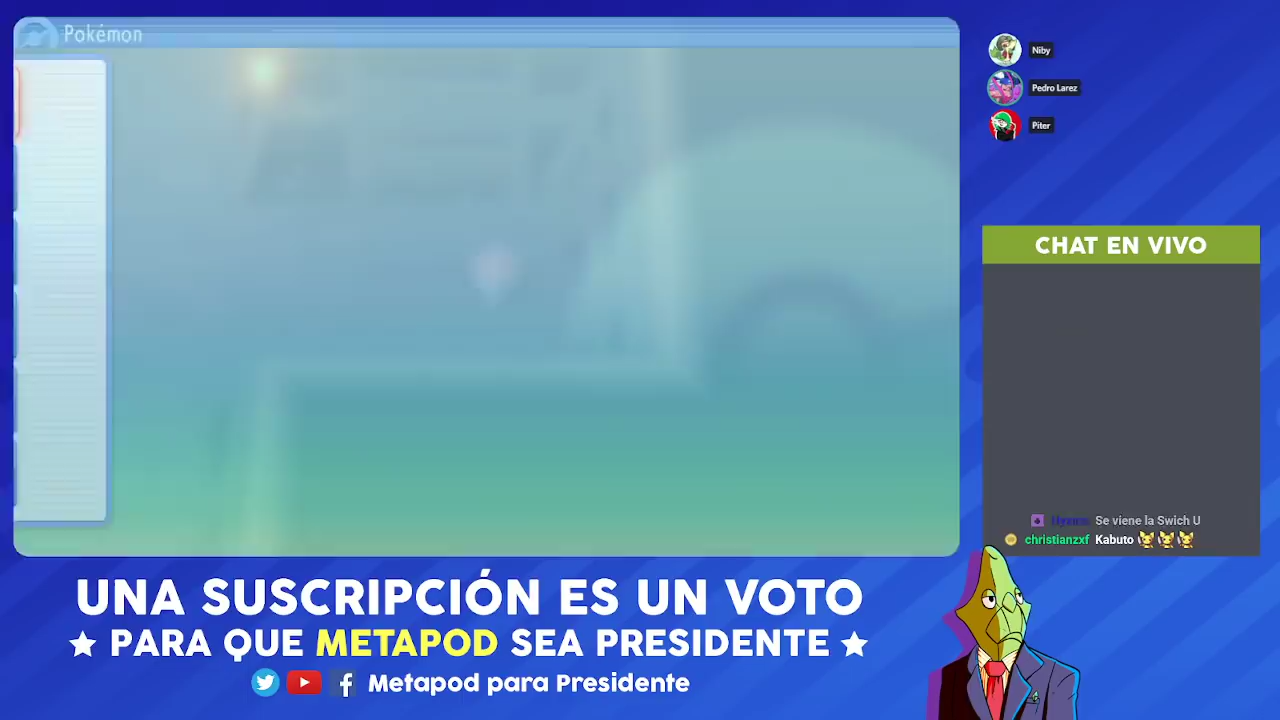 Pokémon
Niby
Pedro Larez
Piter
CHAT EN VIVO
Se viene la Swich U
christianzxf Kabuto
UNA SUSCRIPCIÓN ES UN VOTO
PARA QUE METAPOD SEA PRESIDENTE
Metapod para Presidente